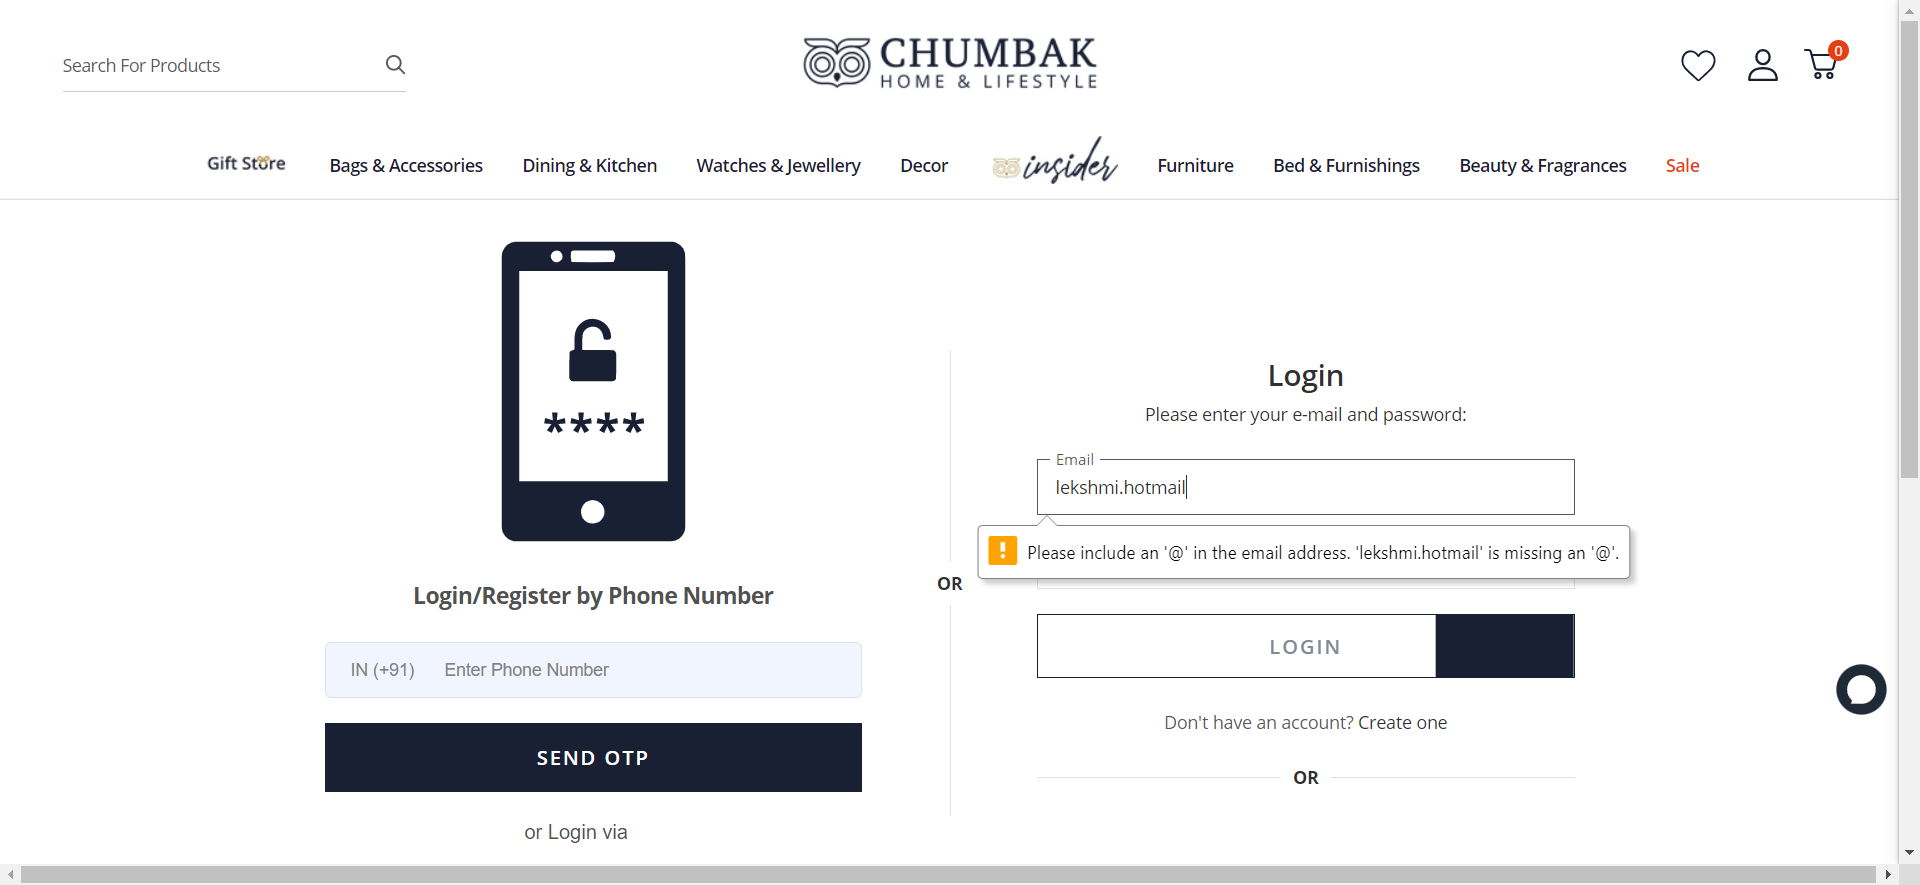 Search For Products
CHUMBAK
HOME & LIFESTYLE
0
Gift Store
Bags & Accessories
Dining & Kitchen
Watches & Jewellery
Decor
insider
Furniture
Bed & Furnishings
Beauty & Fragrances
Sale
****
Login/Register by Phone Number
IN (+91) Enter Phone Number
SEND OTP
or Login via
OR
Login
Please enter your e-mail and password:
Email
lekshmi.hotmail
Please include an '@' in the email address. 'lekshmi.hotmail' is missing an '@'.
LOGIN
Don't have an account? Create one
OR